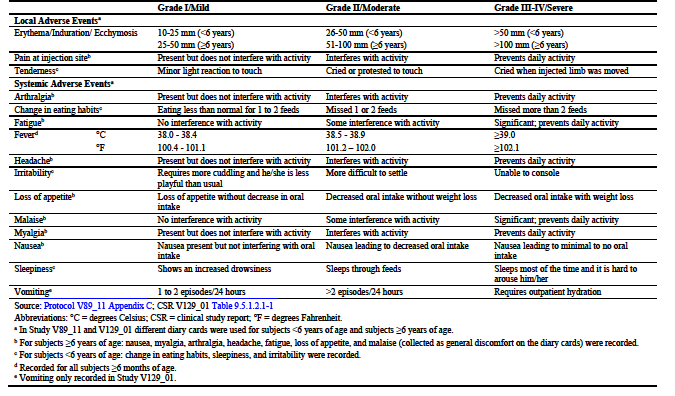 Grade I/Mild Grade II/Moderate Grade III-IV/Severe
Local Adverse Eventsᵃ
Erythema/Induration/ Ecchymosis 10-25 mm (<6 years) 26-50 mm (<6 years) >50 mm (<6 years)
25-50 mm (≥6 years) 51-100 mm (≥6 years) >100 mm (≥6 years)
Pain at injection siteᵇ Present but does not interfere with activity Interferes with activity Prevents daily activity
Tendernessᶜ Minor light reaction to touch Cried or protested to touch Cried when injected limb was moved
Systemic Adverse Eventsᵃ
Arthralgiaᵇ Present but does not interfere with activity Interferes with activity Prevents daily activity
Change in eating habitsᶜ Eating less than normal for 1 to 2 feeds Missed 1 or 2 feeds Missed more than 2 feeds
Fatigueᵇ No interference with activity Some interference with activity Significant; prevents daily activity
Feverᵈ °C 38.0 - 38.4 38.5 - 38.9 ≥39.0
°F 100.4 - 101.1 101.2 – 102.0 ≥102.1
Headacheᵇ Present but does not interfere with activity Interferes with activity Prevents daily activity
Irritabilityᶜ Requires more cuddling and he/she is less More difficult to settle Unable to console
playful than usual
Loss of appetiteᵇ Loss of appetite without decrease in oral Decreased oral intake without weight loss Decreased oral intake with weight loss
intake
Malaiseᵇ No interference with activity Some interference with activity Significant; prevents daily activity
Myalgiaᵇ Present but does not interfere with activity Interferes with activity Prevents daily activity
Nauseaᵇ Nausea present but not interfering with oral Nausea leading to decreased oral intake Nausea leading to minimal to no oral
intake intake
Sleepinessᶜ Shows an increased drowsiness Sleeps through feeds Sleeps most of the time and it is hard to
arouse him/her
Vomitingᵉ 1 to 2 episodes/24 hours >2 episodes/24 hours Requires outpatient hydration
Source: Protocol V89_11 Appendix C; CSR V129_01 Table 9.5.1.2.1-1
Abbreviations: °C = degrees Celsius; CSR = clinical study report; °F = degrees Fahrenheit.
ᵃ In Study V89_11 and V129_01 different diary cards were used for subjects <6 years of age and subjects ≥6 years of age.
ᵇ For subjects ≥6 years of age: nausea, myalgia, arthralgia, headache, fatigue, loss of appetite, and malaise (collected as general discomfort on the diary cards) were recorded.
ᶜ For subjects <6 years of age: change in eating habits, sleepiness, and irritability were recorded.
ᵈ Recorded for all subjects ≥6 months of age.
ᵉ Vomiting only recorded in Study V129_01.